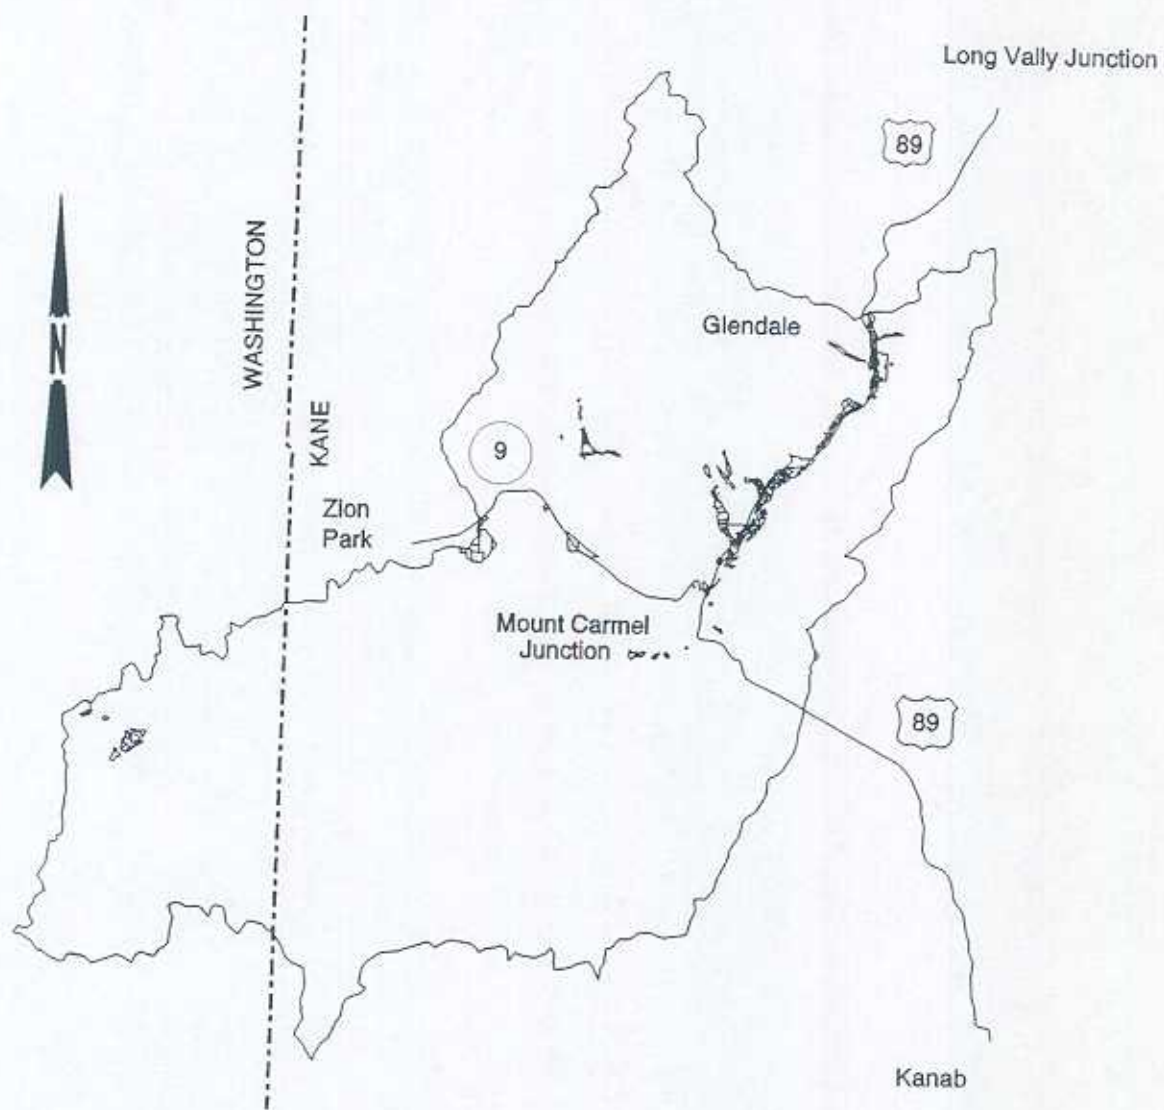 Long Vally Junction
89
WASHINGTON
N
Glendale
KANE
9
Zion
Park
Mount Carmel
Junction
89
Kanab